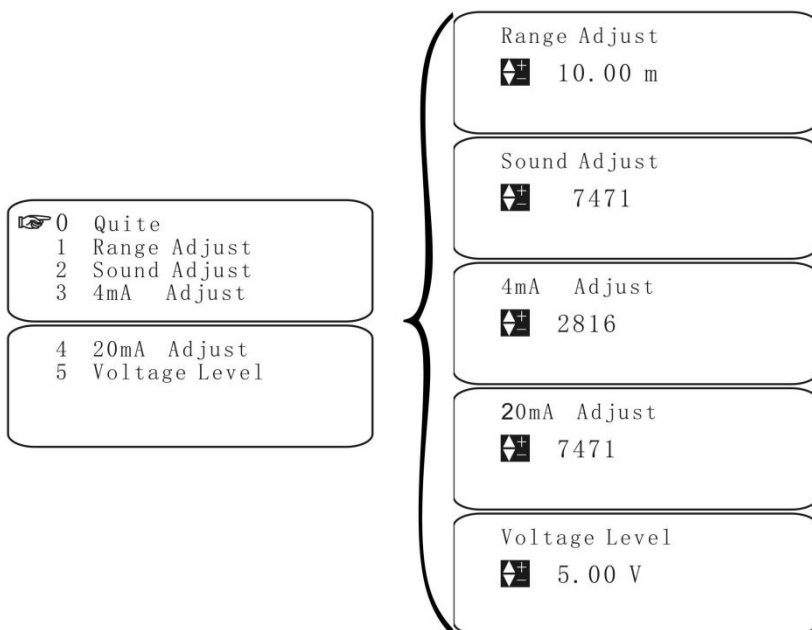 0 Quite
1 Range Adjust
2 Sound Adjust
3 4mA Adjust
4 20mA Adjust
5 Voltage Level
Range Adjust
10.00 m
Sound Adjust
7471
4mA Adjust
2816
20mA Adjust
7471
Voltage Level
5.00 V